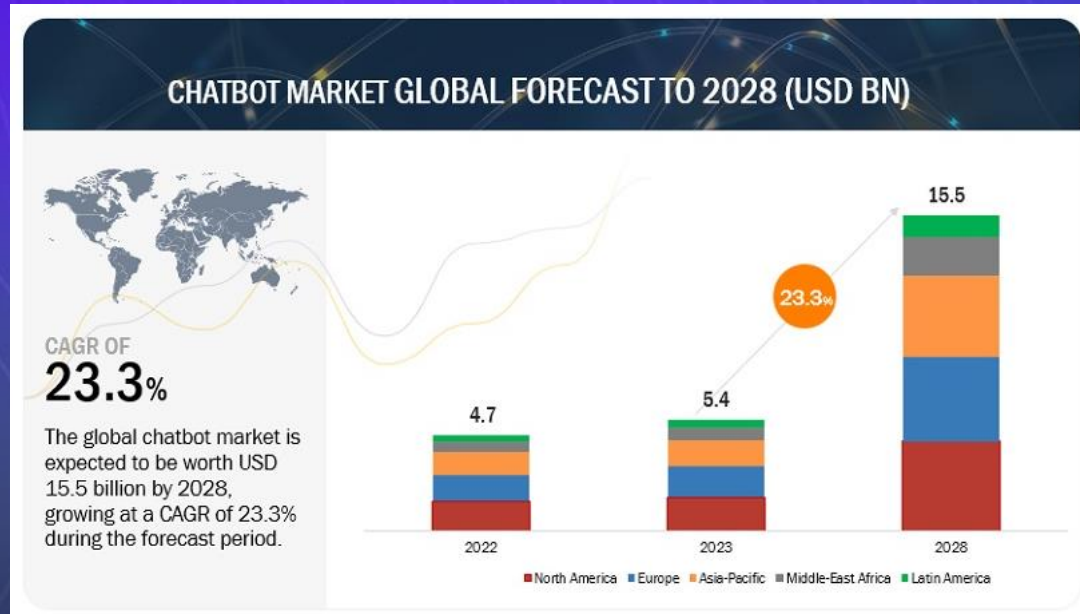 CHATBOT MARKET GLOBAL FORECAST TO 2028 (USD BN)
CAGR OF
23.3%
The global chatbot market is
expected to be worth USD
15.5 billion by 2028,
growing at a CAGR of 23.3%
during the forecast period.
4.7
5.4
23.3%
15.5
2022
2023
2028
North America Europe Asia-Pacific Middle-East Africa Latin America